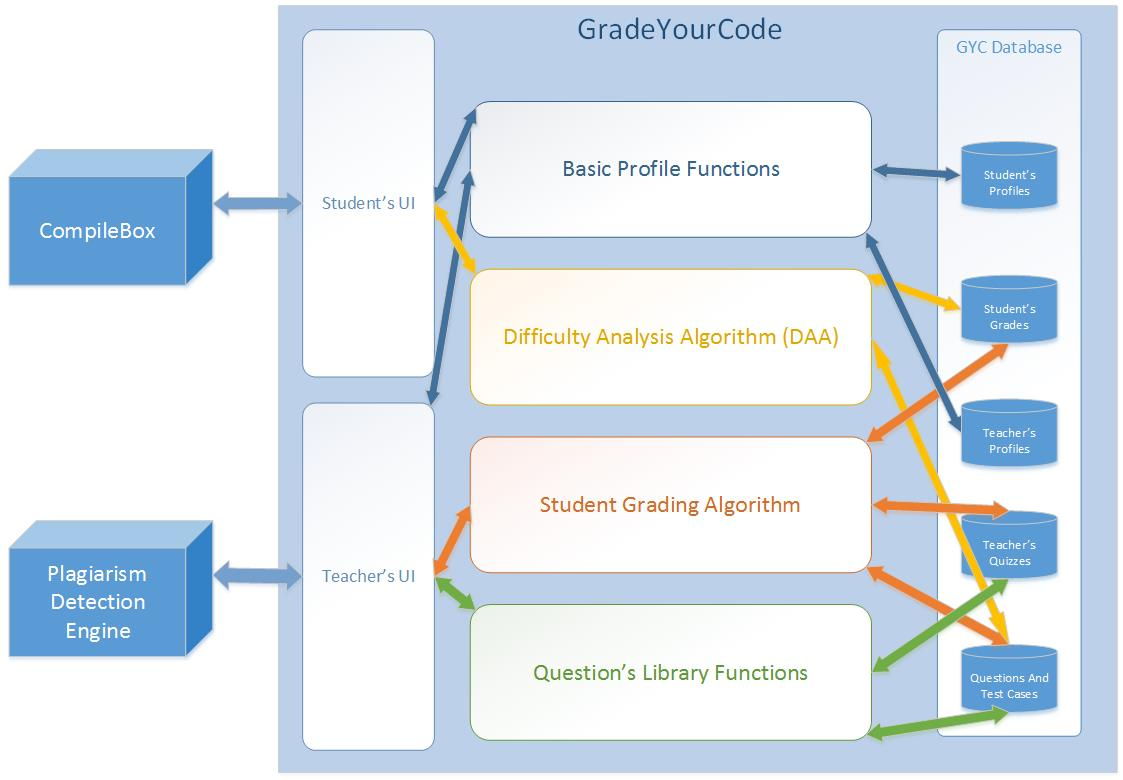 GradeYourCode
GYC Database
CompileBox
Student's UI
Basic Profile Functions
Student's
Profiles
Difficulty Analysis Algorithm (DAA)
Student's
Grades
Teacher's
Profiles
Plagiarism
Detection
Engine
Teacher's UI
Student Grading Algorithm
Teacher's
Quizzes
Question's Library Functions
Questions And
Test Cases